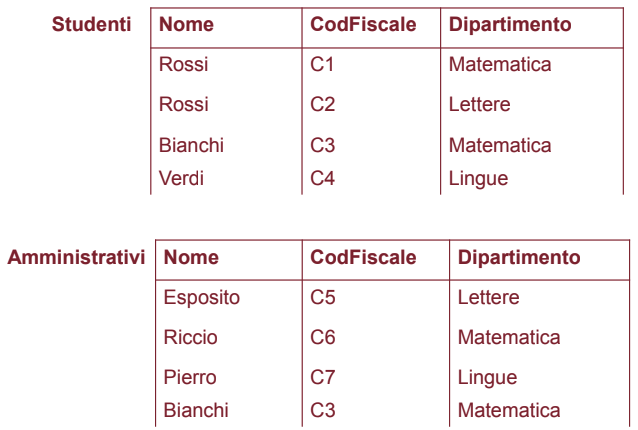 Studenti Nome CodFiscale Dipartimento
Rossi C1 Matematica
Rossi C2 Lettere
Bianchi C3 Matematica
Verdi C4 Lingue
Amministrativi Nome CodFiscale Dipartimento
Esposito C5 Lettere
Riccio C6 Matematica
Pierro C7 Lingue
Bianchi C3 Matematica